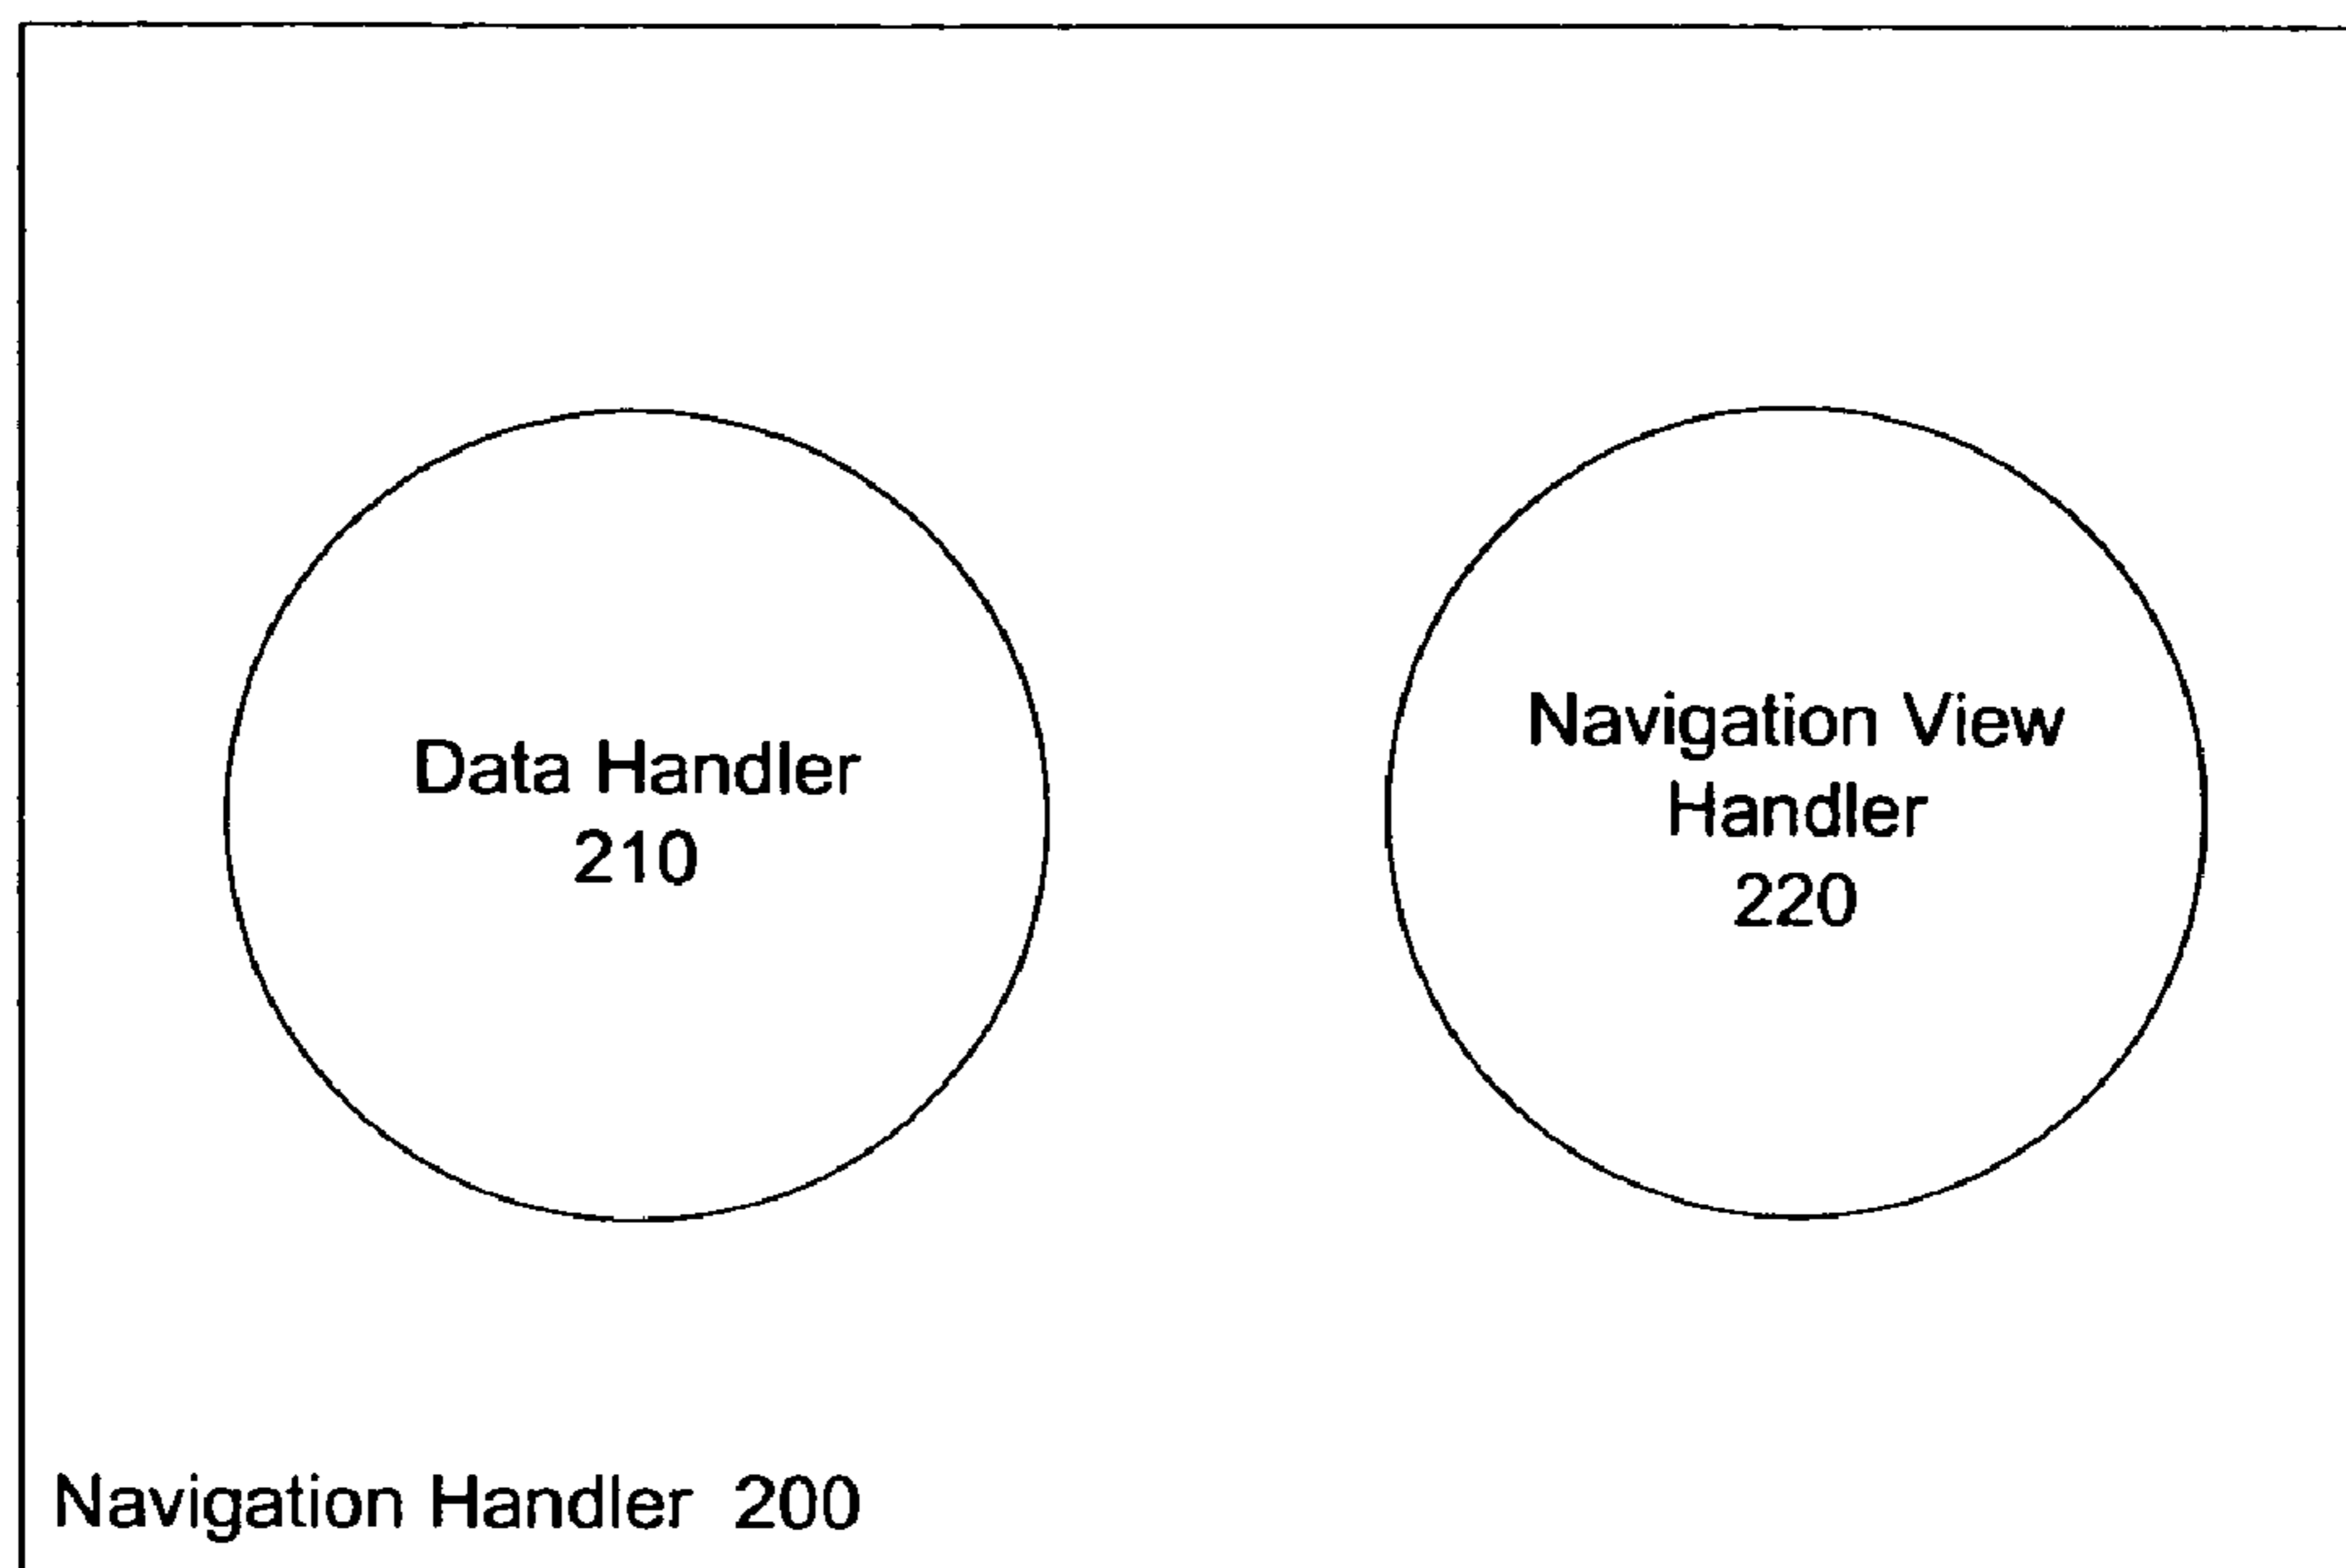 Data Handler
210
Navigation View
Handler
220
Navigation Handler 200